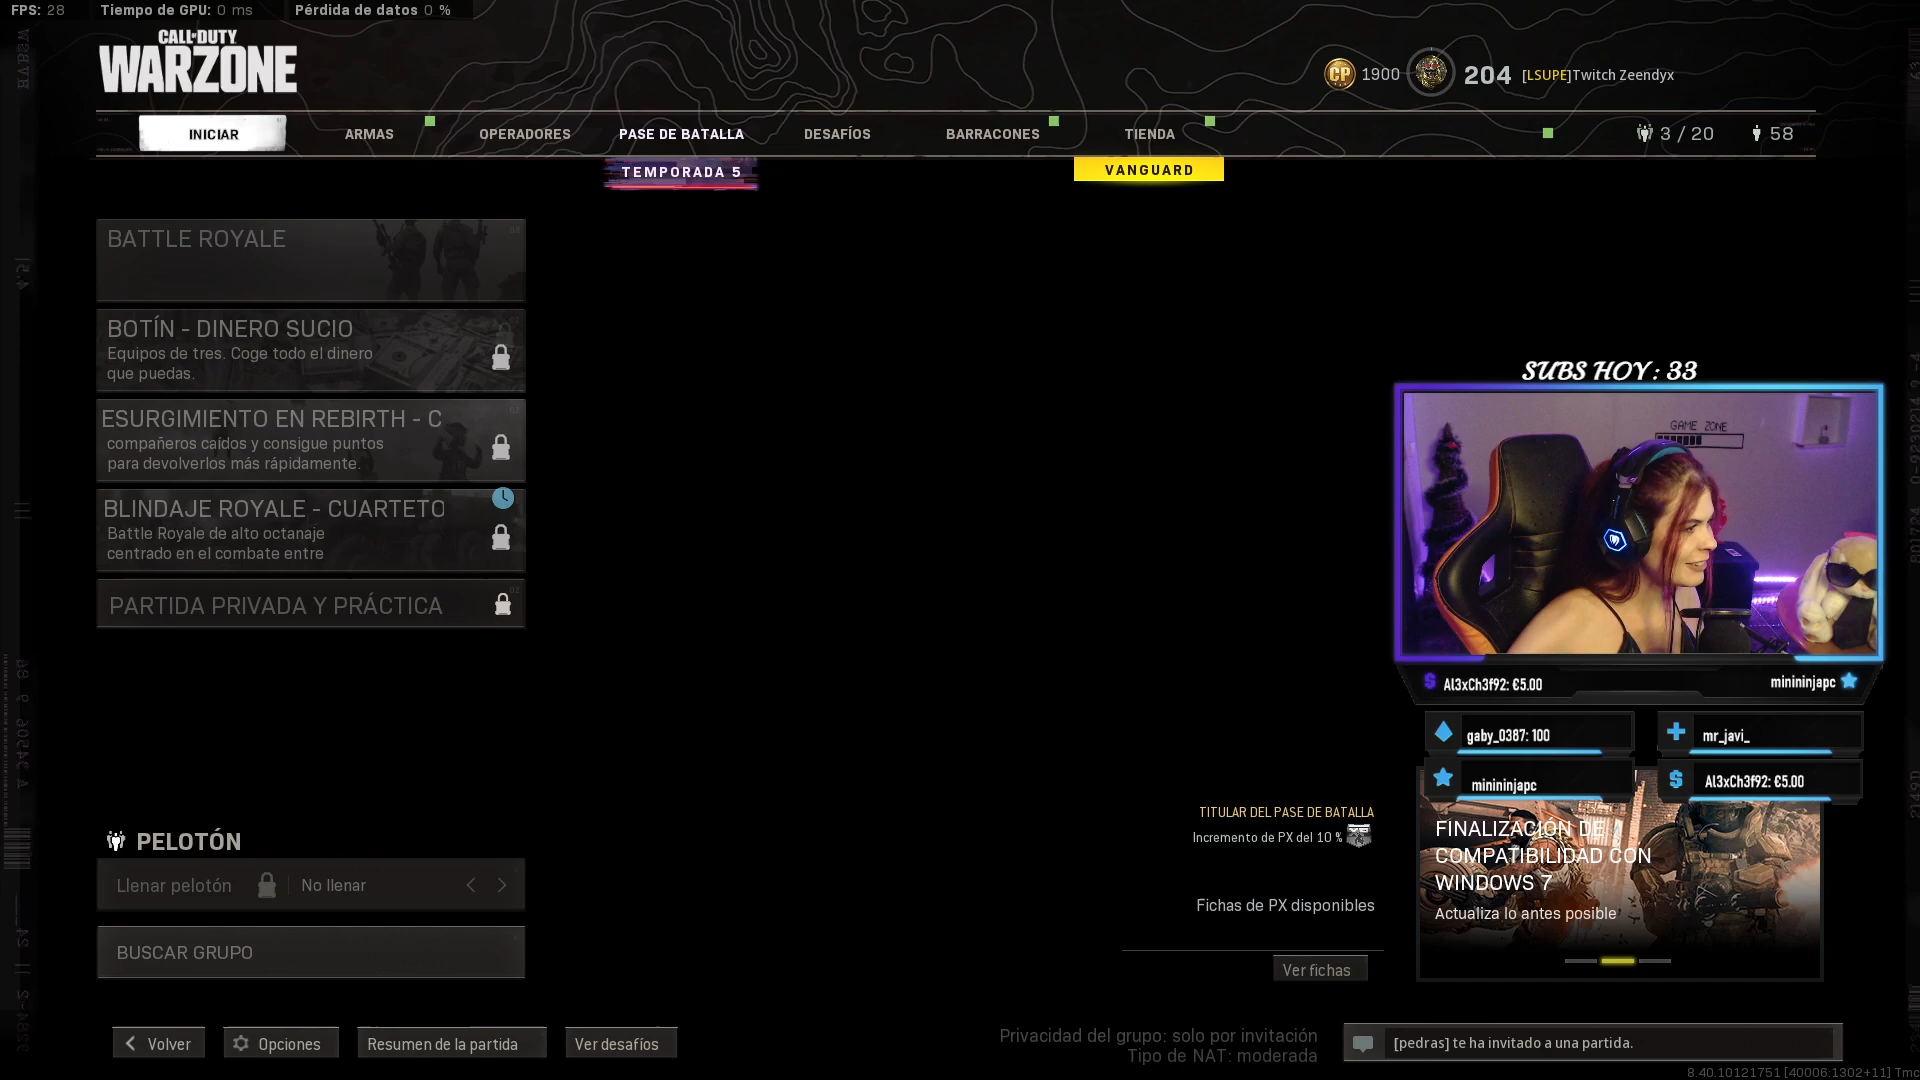 FPS: 28
Tiempo de GPU: 0 ms
Pérdida de datos 0 %
CALL OF DUTY
WARZONE
CP 1900
204
[LSUPE]Twitch Zeendyx
INICIAR
ARMAS
OPERADORES
PASE DE BATALLA
DESAFÍOS
BARRACONES
TIENDA
3 / 20
58
TEMPORADA 5
VANGUARD
BATTLE ROYALE
BOTÍN - DINERO SUCIO
Equipos de tres. Coge todo el dinero
que puedas.
ESURGIMIENTO EN REBIRTH - C
compañeros caídos y consigue puntos
para devolverlos más rápidamente.
BLINDAJE ROYALE - CUARTETO
Battle Royale de alto octanaje
centrado en el combate entre
PARTIDA PRIVADA Y PRÁCTICA
SUBS HOY : 33
GAME ZONE
Al3xCh3f92: €5.00
minininjapc
gaby_0387: 100
mr_javi_
minininjapc
Al3xCh3f92: €5.00
TITULAR DEL PASE DE BATALLA
Incremento de PX del 10 %
Fichas de PX disponibles
Ver fichas
FINALIZACIÓN DE
COMPATIBILIDAD CON
WINDOWS 7
Actualiza lo antes posible
PELOTÓN
Llenar pelotón
No llenar
BUSCAR GRUPO
Volver
Opciones
Resumen de la partida
Ver desafíos
Privacidad del grupo: solo por invitación
Tipo de NAT: moderada
[pedras] te ha invitado a una partida.
8.40.10121751 [40006:1302+11] Tmc